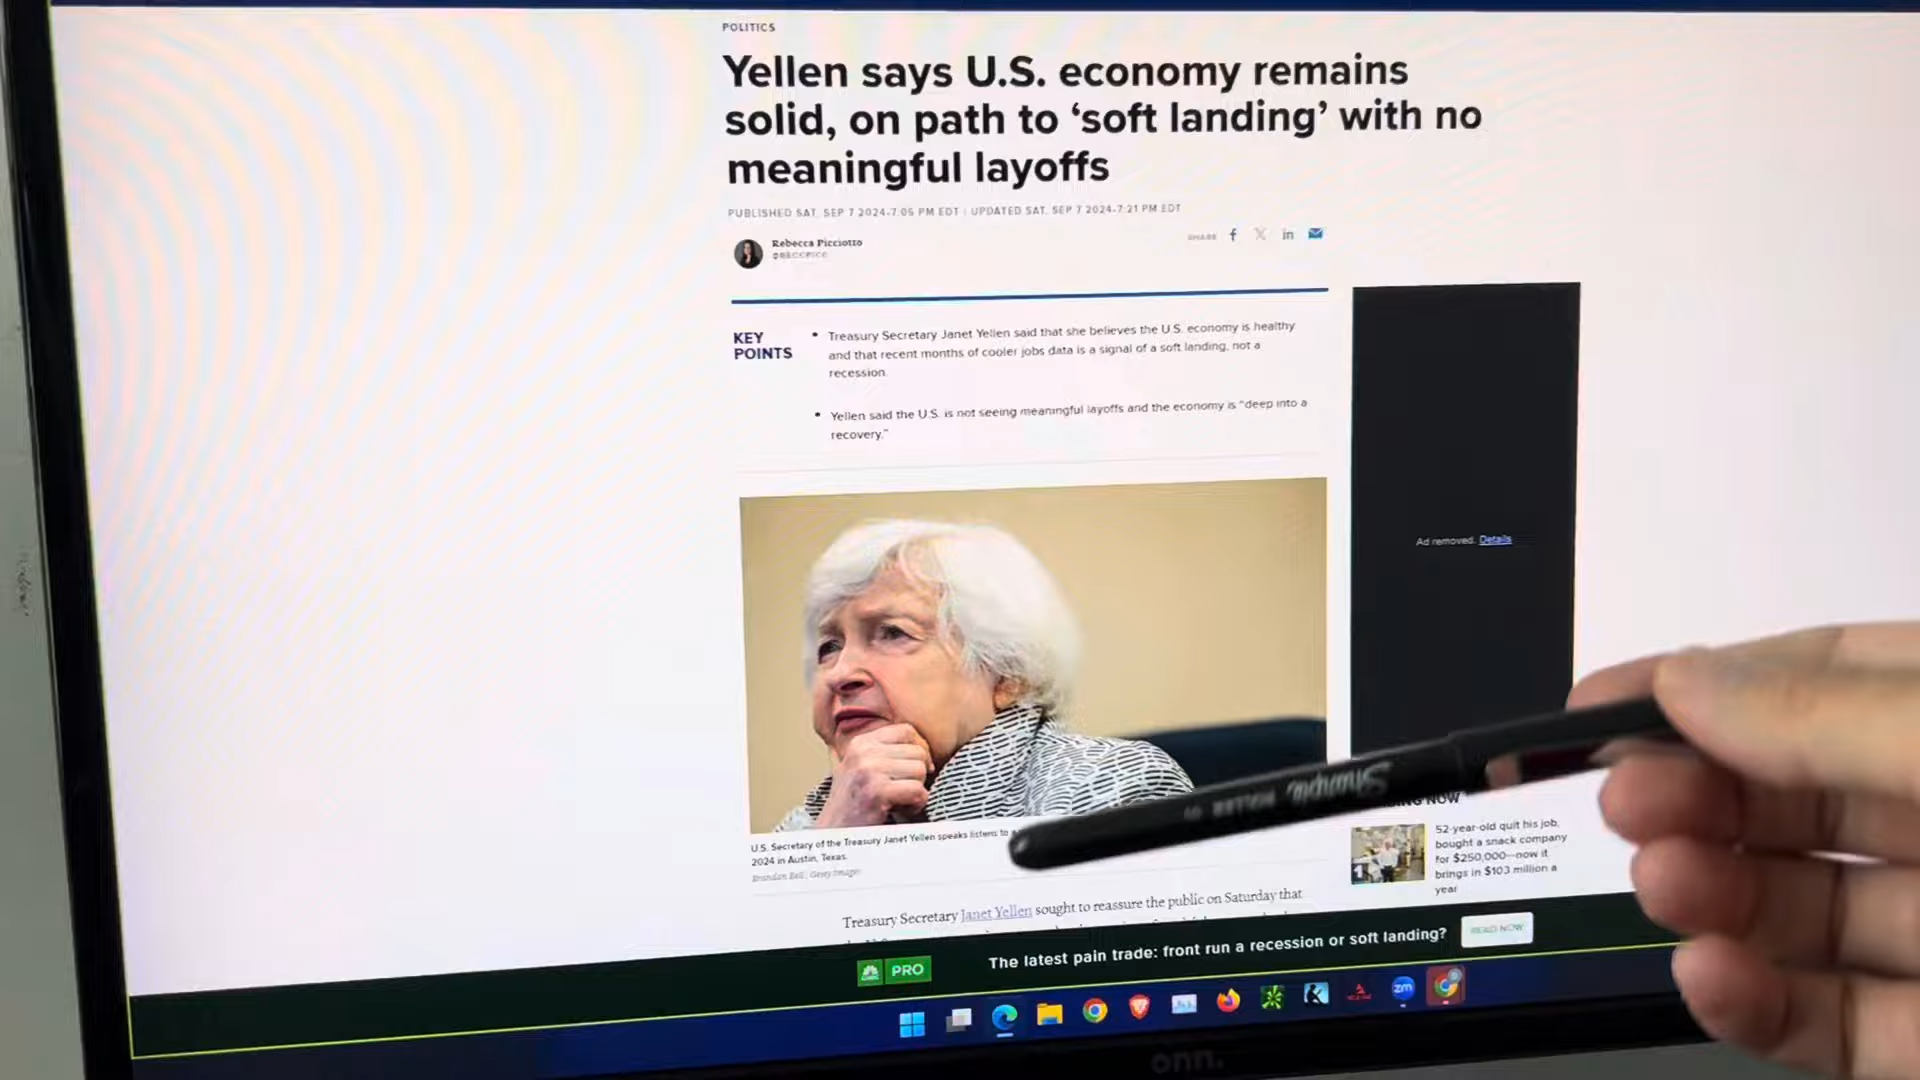 POLITICS
Yellen says U.S. economy remains
solid, on path to ‘soft landing’ with no
meaningful layoffs
PUBLISHED SAT, SEP 7 2024·7:05 PM EDT | UPDATED SAT, SEP 7 2024·7:21 PM EDT
Rebecca Picciotto
@BECCPICC
SHARE
KEY
POINTS
• Treasury Secretary Janet Yellen said that she believes the U.S. economy is healthy
and that recent months of cooler jobs data is a signal of a soft landing, not a
recession.
• Yellen said the U.S. is not seeing meaningful layoffs and the economy is “deep into a
recovery.”
Ad removed. Details
U.S. Secretary of the Treasury Janet Yellen speaks listens to
2024 in Austin, Texas.
Brandon Bell | Getty Images
Sharpie ROLLER
NOW
1
52-year-old quit his job,
bought a snack company
for $250,000—now it
brings in $103 million a
year
Treasury Secretary Janet Yellen sought to reassure the public on Saturday that
PRO
The latest pain trade: front run a recession or soft landing?
READ NOW
zm
onn.